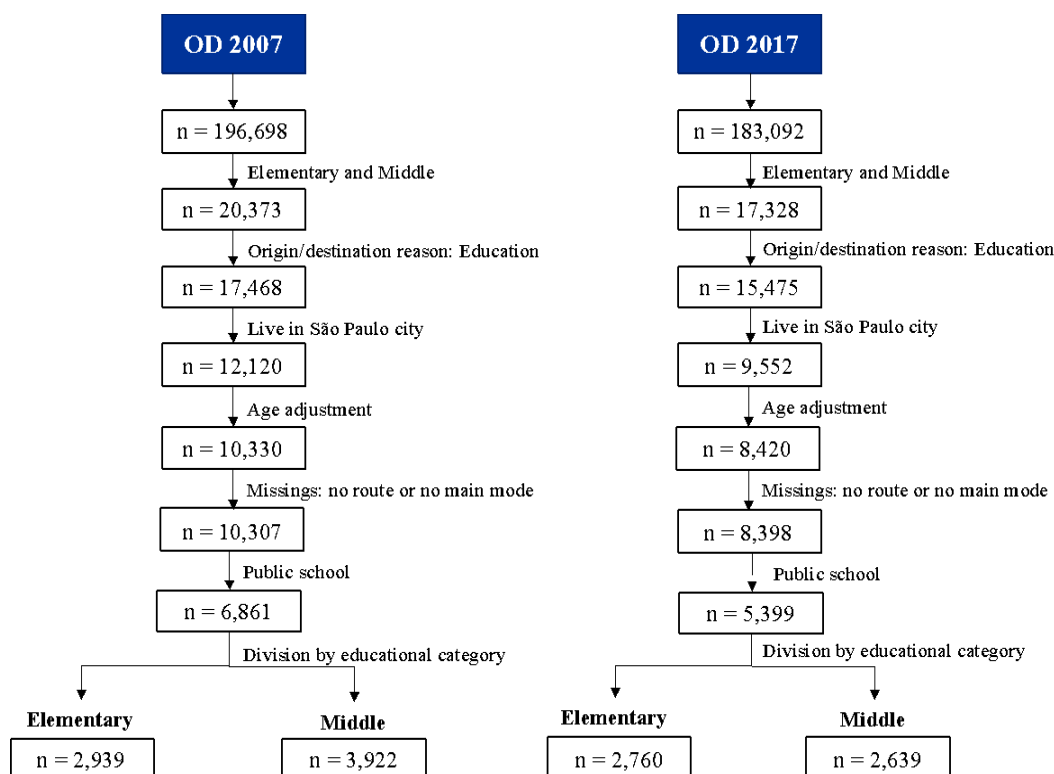 OD 2007
n = 196,698
Elementary and Middle
n = 20,373
Origin/destination reason: Education
n = 17,468
Live in São Paulo city
n = 12,120
Age adjustment
n = 10,330
Missings: no route or no main mode
n = 10,307
Public school
n = 6,861
Division by educational category
Elementary
n = 2,939
Middle
n = 3,922
OD 2017
n = 183,092
Elementary and Middle
n = 17,328
Origin/destination reason: Education
n = 15,475
Live in São Paulo city
n = 9,552
Age adjustment
n = 8,420
Missings: no route or no main mode
n = 8,398
Public school
n = 5,399
Division by educational category
Elementary
n = 2,760
Middle
n = 2,639